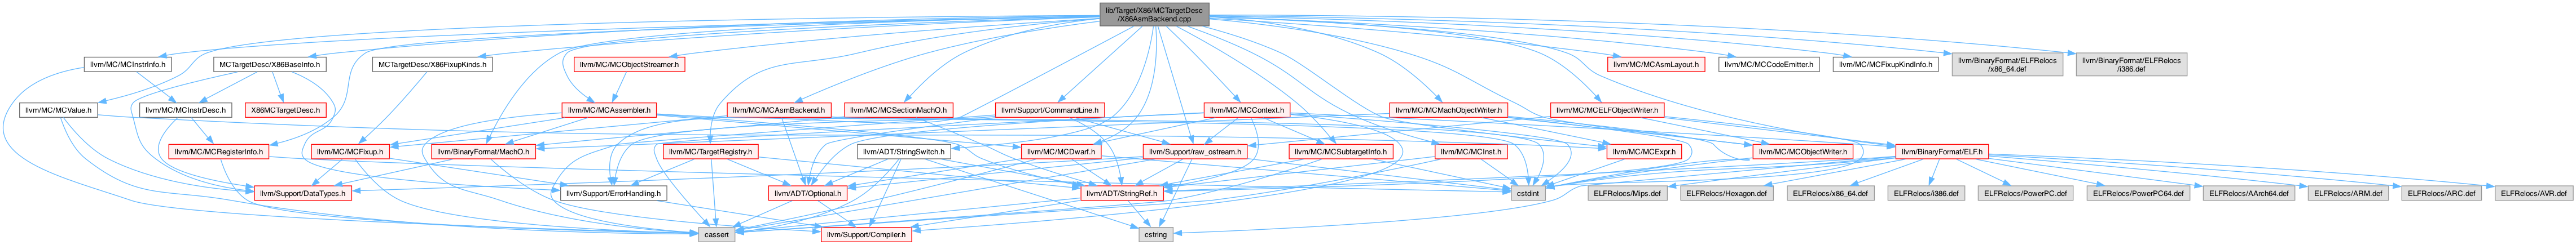 lib/Target/X86/MCTargetDesc
/X86AsmBackend.cpp
llvm/MC/MCInstrInfo.h
MCTargetDesc/X86BaseInfo.h
MCTargetDesc/X86FixupKinds.h
llvm/MC/MCObjectStreamer.h
llvm/MC/MCAsmLayout.h
llvm/MC/MCCodeEmitter.h
llvm/MC/MCFixupKindInfo.h
llvm/BinaryFormat/ELFRelocs
/x86_64.def
llvm/BinaryFormat/ELFRelocs
/i386.def
llvm/MC/MCValue.h
llvm/MC/MCInstrDesc.h
X86MCTargetDesc.h
llvm/MC/MCAssembler.h
llvm/MC/MCAsmBackend.h
llvm/MC/MCSectionMachO.h
llvm/Support/CommandLine.h
llvm/MC/MCContext.h
llvm/MC/MCMachObjectWriter.h
llvm/MC/MCELFObjectWriter.h
llvm/MC/MCRegisterInfo.h
llvm/MC/MCFixup.h
llvm/BinaryFormat/MachO.h
llvm/MC/TargetRegistry.h
llvm/ADT/StringSwitch.h
llvm/MC/MCDwarf.h
llvm/Support/raw_ostream.h
llvm/MC/MCSubtargetInfo.h
llvm/MC/MCInst.h
llvm/MC/MCExpr.h
llvm/MC/MCObjectWriter.h
llvm/BinaryFormat/ELF.h
llvm/Support/DataTypes.h
llvm/Support/ErrorHandling.h
llvm/ADT/Optional.h
llvm/ADT/StringRef.h
cstdint
ELFRelocs/Mips.def
ELFRelocs/Hexagon.def
ELFRelocs/x86_64.def
ELFRelocs/i386.def
ELFRelocs/PowerPC.def
ELFRelocs/PowerPC64.def
ELFRelocs/AArch64.def
ELFRelocs/ARM.def
ELFRelocs/ARC.def
ELFRelocs/AVR.def
cassert
llvm/Support/Compiler.h
cstring